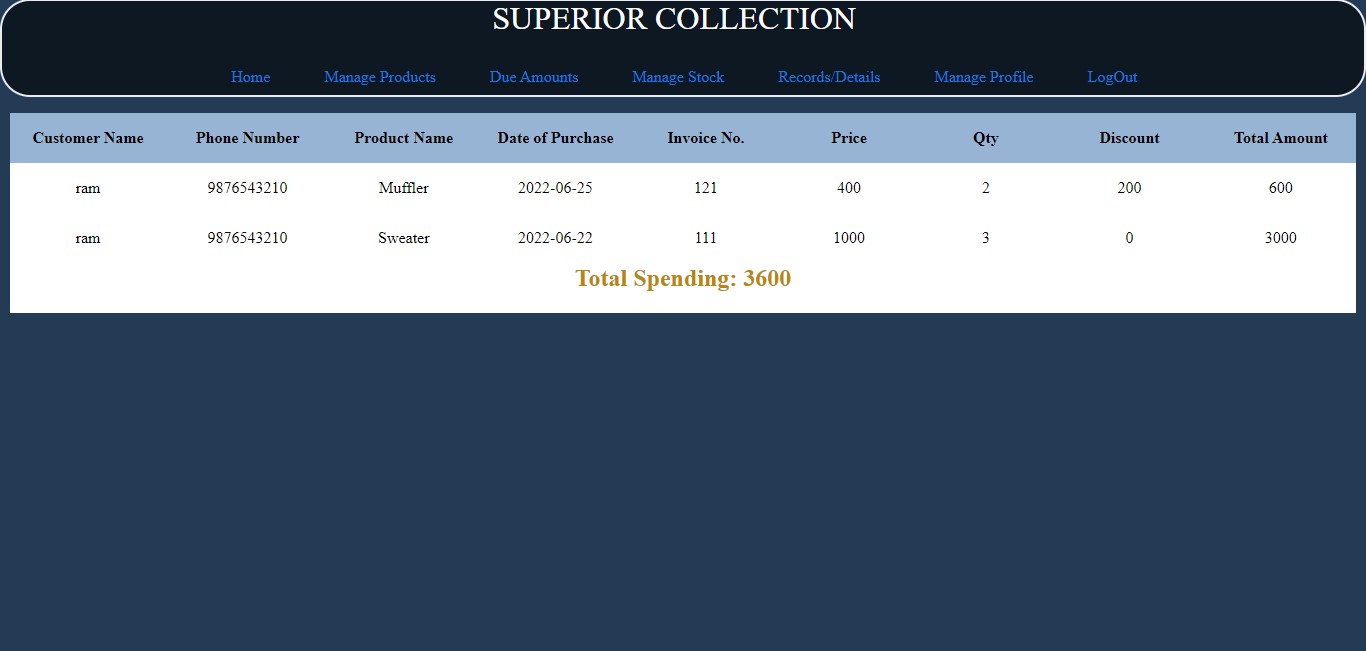 SUPERIOR COLLECTION
Home Manage Products Due Amounts Manage Stock Records/Details Manage Profile LogOut
Customer Name Phone Number Product Name Date of Purchase Invoice No. Price Qty Discount Total Amount
ram 9876543210 Muffler 2022-06-25 121 400 2 200 600
ram 9876543210 Sweater 2022-06-22 111 1000 3 0 3000
Total Spending: 3600